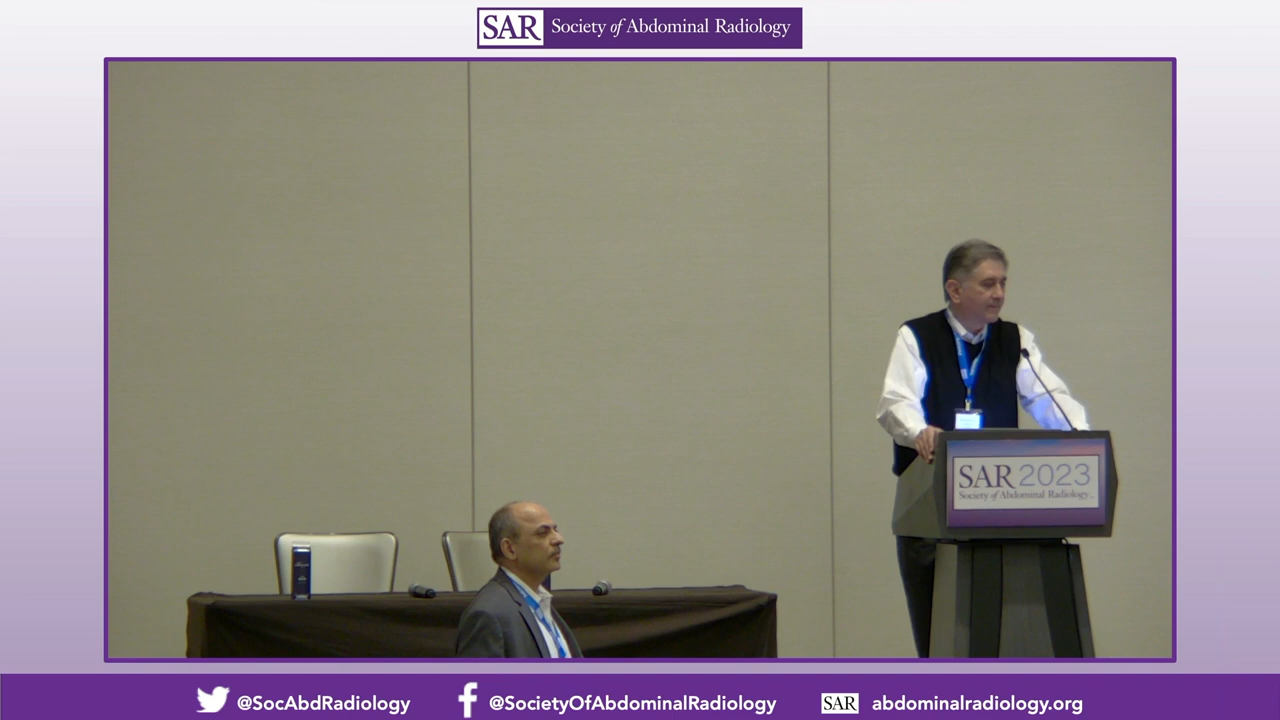 SAR Society of Abdominal Radiology
SAR 2023
Society of Abdominal Radiology
@SocAbdRadiology
@SocietyOfAbdominalRadiology
SAR abdominalradiology.org